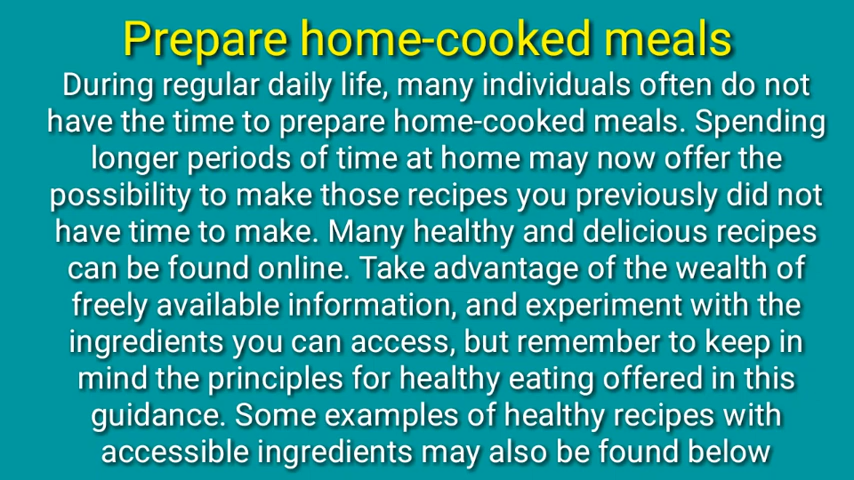 Prepare home-cooked meals
During regular daily life, many individuals often do not
have the time to prepare home-cooked meals. Spending
longer periods of time at home may now offer the
possibility to make those recipes you previously did not
have time to make. Many healthy and delicious recipes
can be found online. Take advantage of the wealth of
freely available information, and experiment with the
ingredients you can access, but remember to keep in
mind the principles for healthy eating offered in this
guidance. Some examples of healthy recipes with
accessible ingredients may also be found below